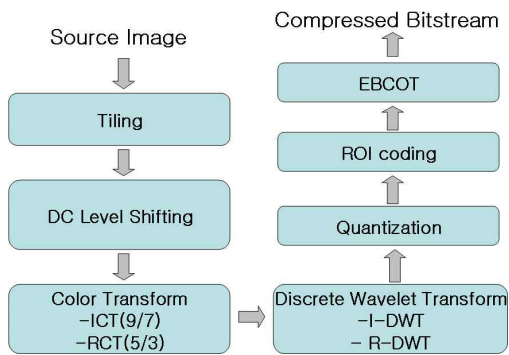 Source Image
Tiling
DC Level Shifting
Color Transform
-ICT(9/7)
-RCT(5/3)
Discrete Wavelet Transform
-I-DWT
- R-DWT
Quantization
ROI coding
EBCOT
Compressed Bitstream